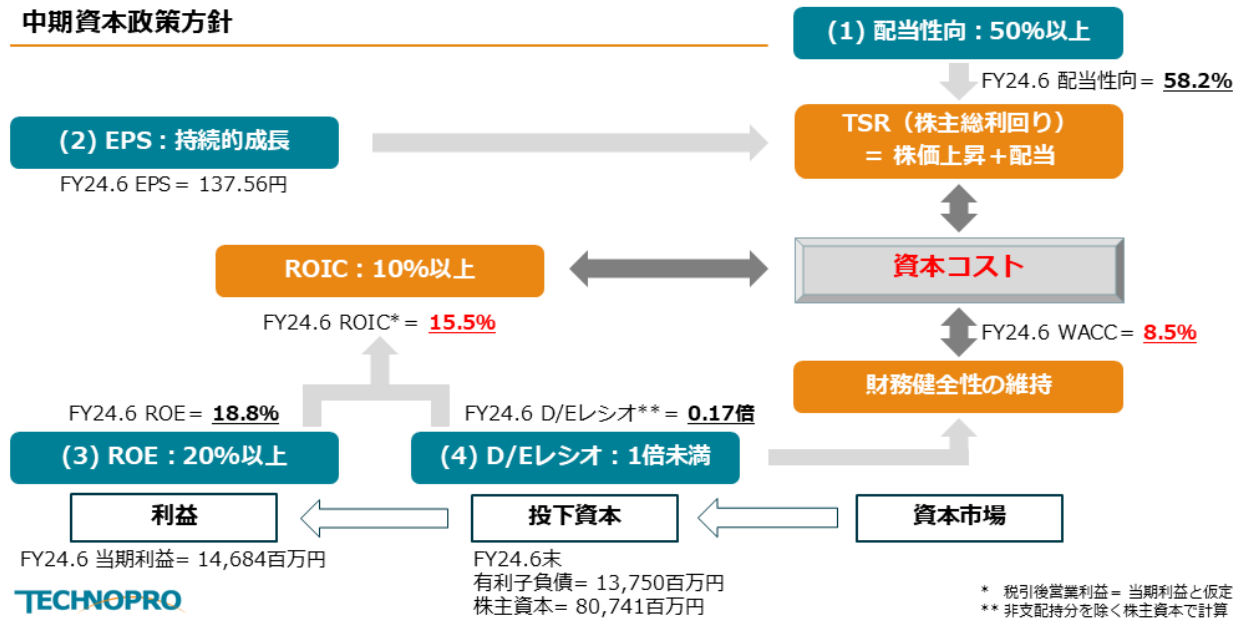 中期資本政策方針
(1) 配当性向：50%以上
FY24.6 配当性向＝ 58.2%
(2) EPS：持続的成長
FY24.6 EPS＝ 137.56円
TSR（株主総利回り）
＝ 株価上昇＋配当
ROIC：10%以上
FY24.6 ROIC*＝ 15.5%
資本コスト
FY24.6 WACC＝ 8.5%
財務健全性の維持
FY24.6 ROE＝ 18.8%
(3) ROE：20%以上
FY24.6 D/Eレシオ**＝ 0.17倍
(4) D/Eレシオ：1倍未満
利益
投下資本
資本市場
FY24.6 当期利益＝ 14,684百万円
FY24.6末
有利子負債＝ 13,750百万円
株主資本＝ 80,741百万円
TECHNOPRO
* 税引後営業利益＝ 当期利益と仮定
** 非支配持分を除く株主資本で計算